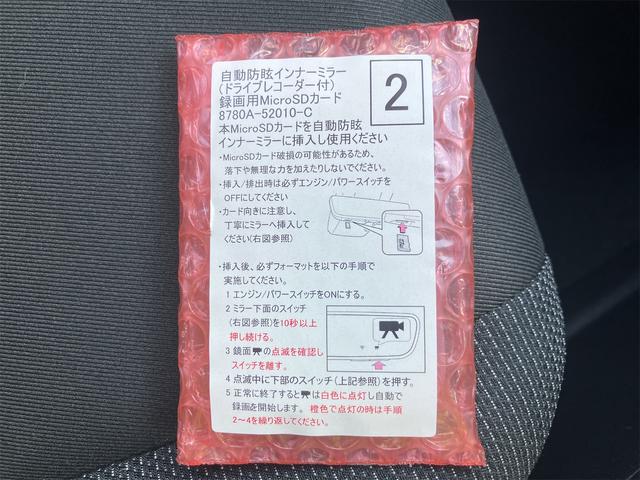 自動防眩インナーミラー
(ドライブレコーダー付)
録画用MicroSDカード
8780A-52010-C
本MicroSDカードを自動防眩
インナーミラーに挿入し使用ください
2
・MicroSDカード破損の可能性があるため、
落下や無理な力を加えたりしないでください。
・挿入/排出時は必ずエンジン/パワースイッチを
OFFにしてください
・カード向きに注意し、
丁寧にミラーへ挿入して
ください(右図参照)
・挿入後、必ずフォーマットを以下の手順で
実施してください。
1 エンジン/パワースイッチをONにする。
2 ミラー下面のスイッチ
(右図参照)を10秒以上
押し続ける。
3 鏡面の点滅を確認し
スイッチを離す。
4 点滅中に下部のスイッチ(上記参照)を押す。
5 正常に終了するとは白色に点灯し自動で
録画を開始します。橙色で点灯の時は手順
2~4を繰り返してください。